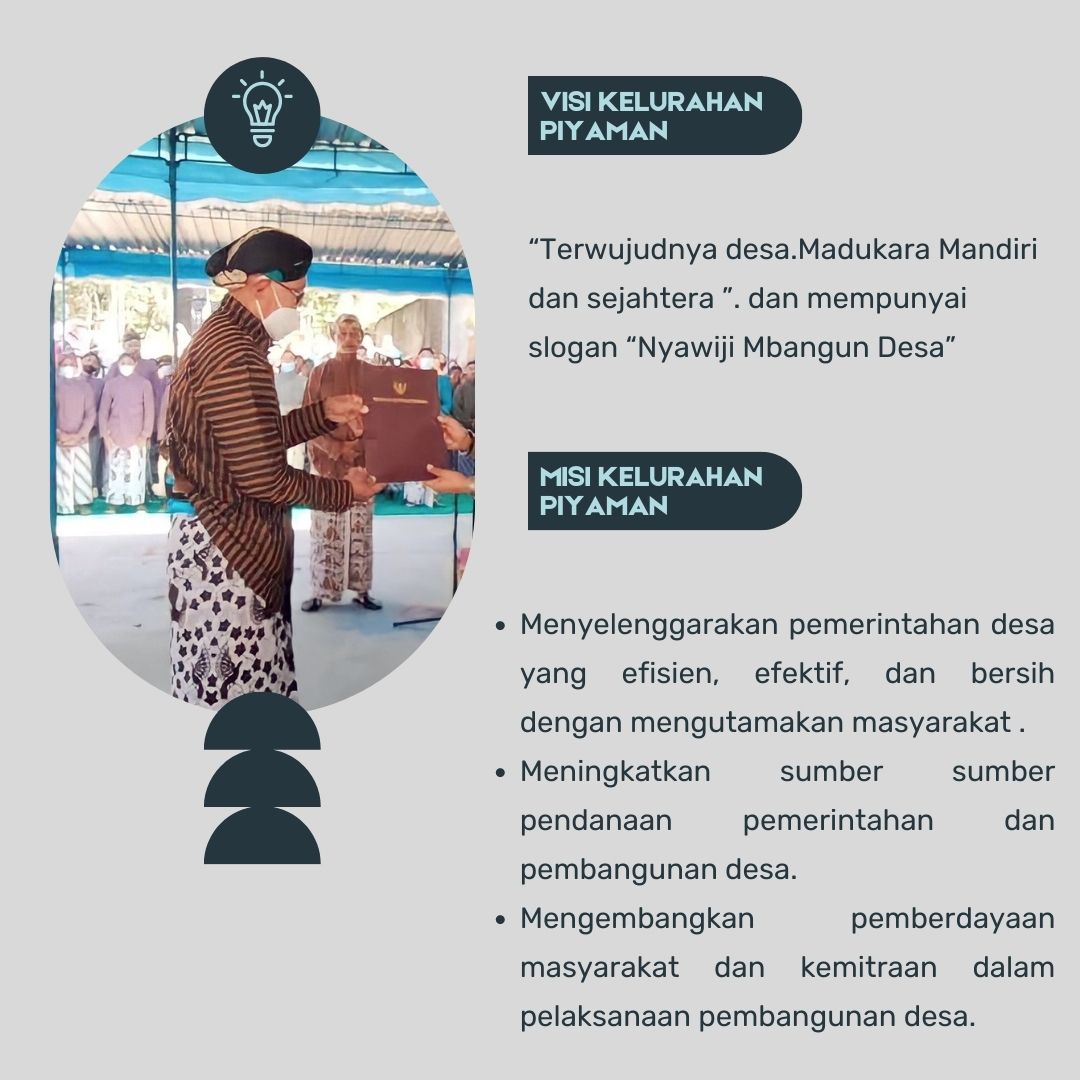 VISI KELURAHAN
PIYAMAN
“Terwujudnya desa.Madukara Mandiri
dan sejahtera ”. dan mempunyai
slogan “Nyawiji Mbangun Desa”
MISI KELURAHAN
PIYAMAN
• Menyelenggarakan pemerintahan desa
yang efisien, efektif, dan bersih
dengan mengutamakan masyarakat .
• Meningkatkan sumber sumber
pendanaan pemerintahan dan
pembangunan desa.
• Mengembangkan pemberdayaan
masyarakat dan kemitraan dalam
pelaksanaan pembangunan desa.